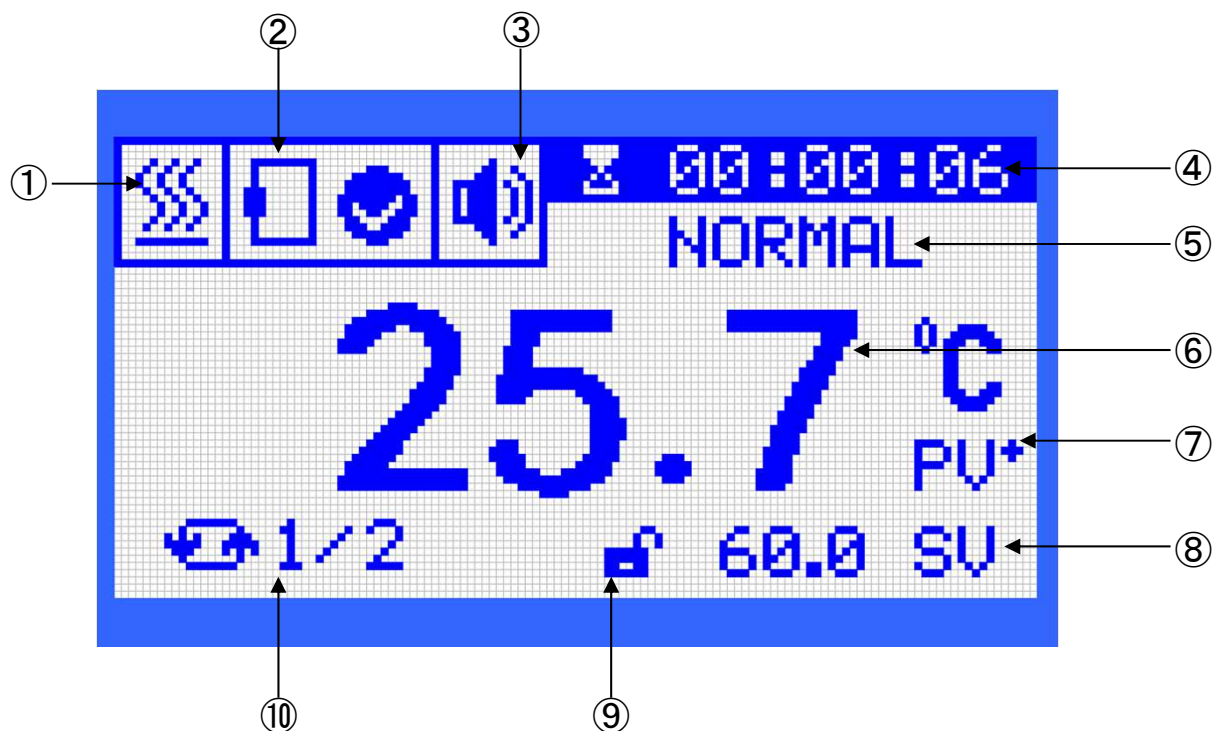 ② ③
① 00:00:06 ④
NORMAL ⑤
25.7 °C ⑥
PV+ ⑦
1/2 60.0 SV ⑧
⑩ ⑨